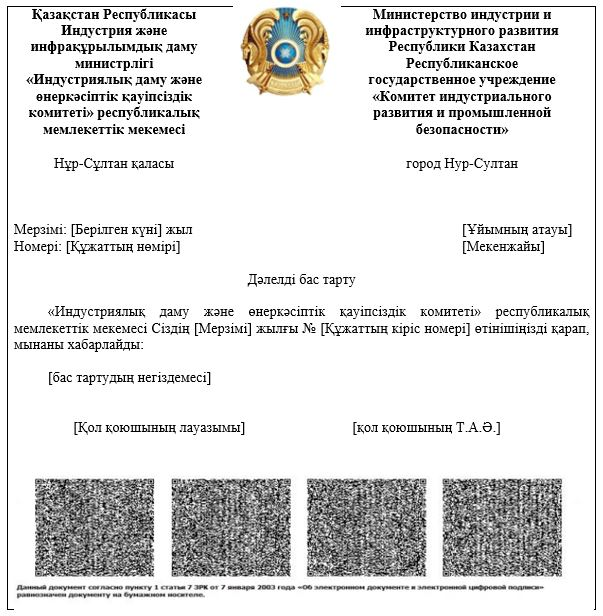 Қазақстан Республикасы
Индустрия және
инфрақұрылымдық даму
министрлігі
«Индустриялық даму және
өнеркәсіптік қауіпсіздік
комитеті» республикалық
мемлекеттік мекемесі
Министерство индустрии и
инфраструктурного развития
Республики Казахстан
Республиканское
государственное учреждение
«Комитет индустриального
развития и промышленной
безопасности»
Нұр-Сұлтан қаласы
город Нур-Султан
Мерзімі: [Берілген күні] жыл
[Ұйымның атауы]
Номері: [Құжаттың нөмірі]
[Мекенжайы]
Дәлелді бас тарту
«Индустриялық даму және өнеркәсіптік қауіпсіздік комитеті» республикалық
мемлекеттік мекемесі Сіздің [Мерзімі] жылғы № [Құжаттың кіріс номері] өтінішіңізді қарап,
мынаны хабарлайды:
[бас тартудың негіздемесі]
[Қол қоюшының лауазымы]
[қол қоюшының Т.А.Ә.]
Данный документ согласно пункту 1 статьи 7 ЗРК от 7 января 2003 года «Об электронном документе и электронной цифровой подписи»
равнозначен документу на бумажном носителе.